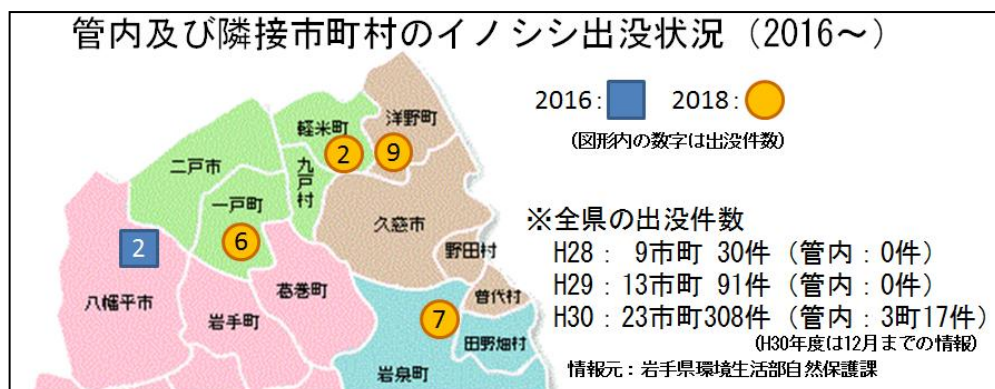 管内及び隣接市町村のイノシシ出没状況（2016～）
2016： 2018：
（図形内の数字は出没件数）
軽米町
洋野町
2
9
二戸市
九戸村
一戸町
6
久慈市
2
野田村
八幡平市
葛巻町
普代村
岩手町
7
田野畑村
岩泉町
※全県の出没件数
H28： 9市町 30件（管内：0件）
H29：13市町 91件（管内：0件）
H30：23市町308件（管内：3町17件）
（H30年度は12月までの情報）
情報元：岩手県環境生活部自然保護課